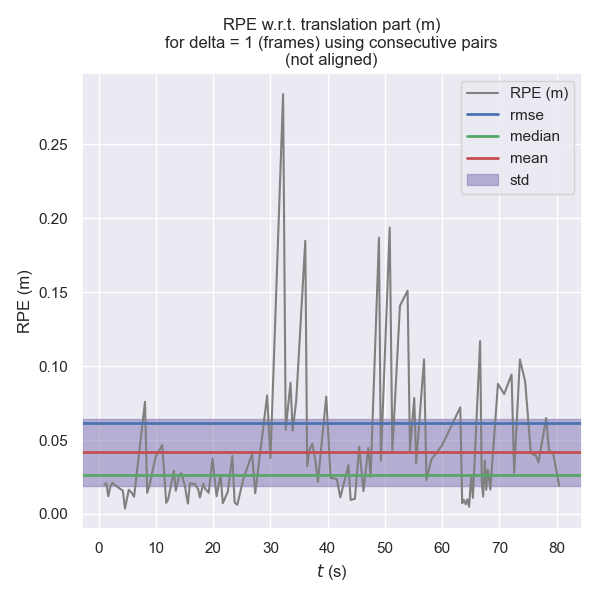 RPE w.r.t. translation part (m)
for delta = 1 (frames) using consecutive pairs
(not aligned)
RPE (m)
rmse
median
mean
std
0.25
0.20
0.15
0.10
0.05
0.00
RPE (m)
0 10 20 30 40 50 60 70 80
t (s)